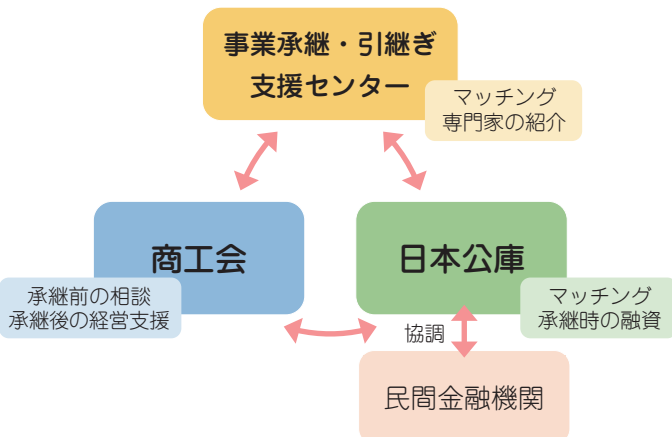 事業承継・引継ぎ
支援センター
マッチング
専門家の紹介
商工会
承継前の相談
承継後の経営支援
日本公庫
マッチング
承継時の融資
協調
民間金融機関